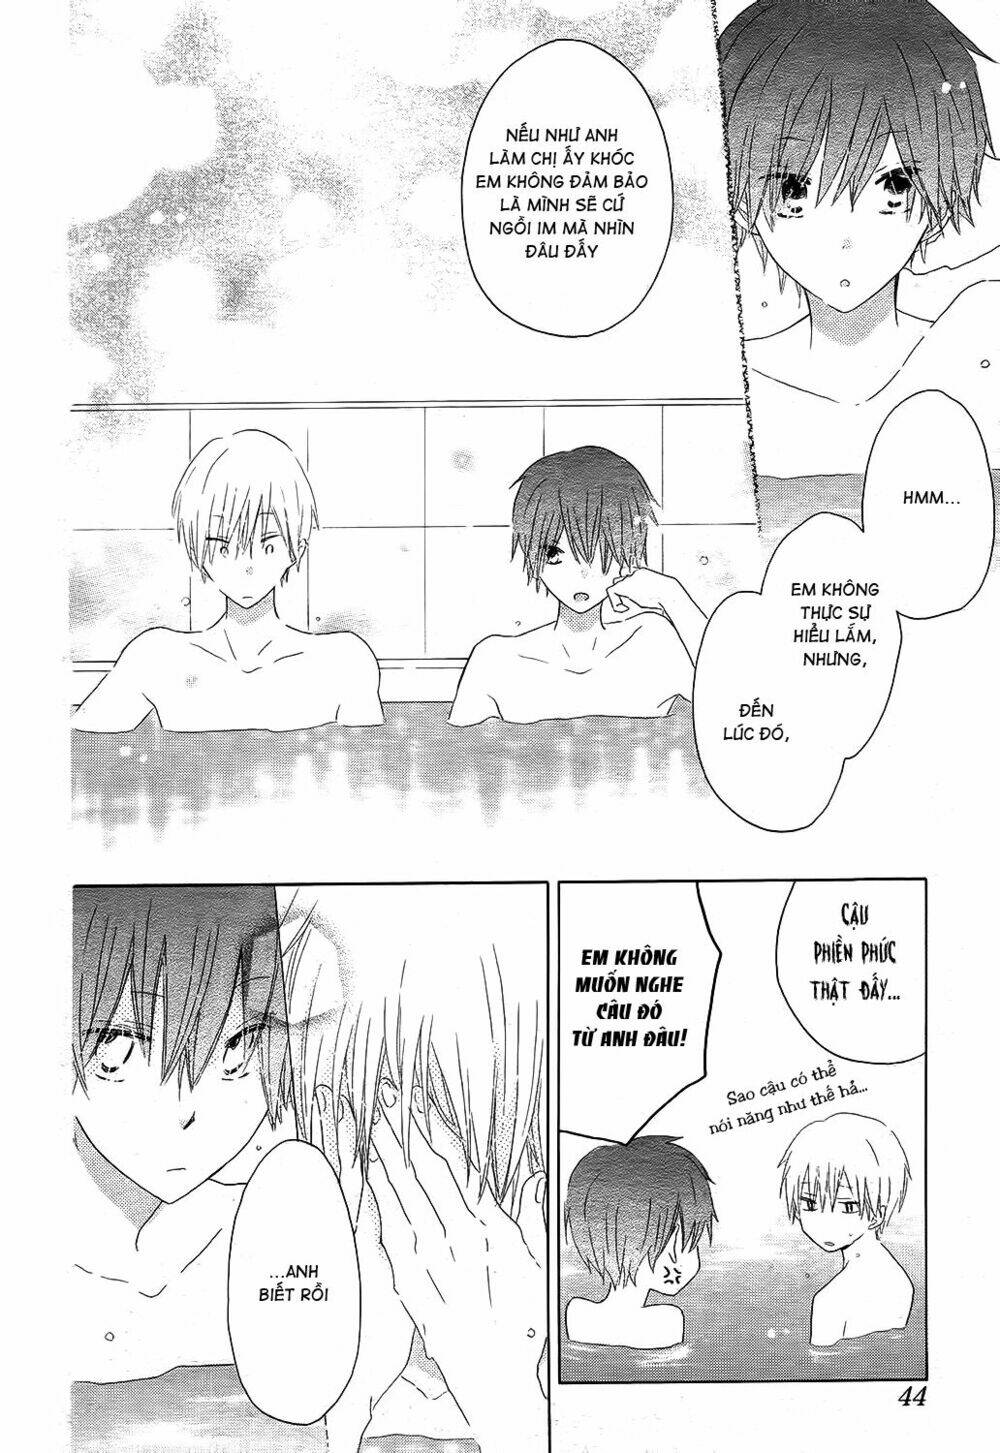 HMM...
EM KHÔNG
THỰC SỰ
HIỂU LẮM,
NHƯNG,
ĐẾN
LÚC ĐÓ,
NẾU NHƯ ANH
LÀM CHỊ ẤY KHÓC
EM KHÔNG ĐẢM BẢO
LÀ MÌNH SẼ CỨ
NGỒI IM MÀ NHÌN
ĐÂU ĐẤY
CẬU
PHIỀN PHỨC
THẬT ĐẤY...
Sao cậu có thể
nói năng như thế hả...
EM KHÔNG
MUỐN NGHE
CÂU ĐÓ
TỪ ANH ĐÂU!
...ANH
BIẾT RỒI
44